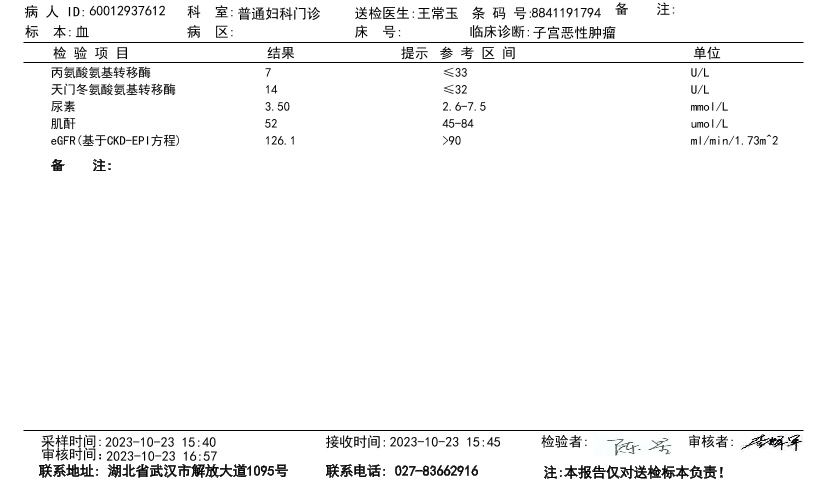 病 人 ID: 60012937612 科 室: 普通妇科门诊 送检医生: 王常玉 条 码 号: 8841191794 备 注:
标 本: 血 病 区: 床 号: 临床诊断: 子宫恶性肿瘤
检 验 项 目 结果 提示 参 考 区 间 单位
丙氨酸氨基转移酶 7 ≤33 U/L
天门冬氨酸氨基转移酶 14 ≤32 U/L
尿素 3.50 2.6-7.5 mmol/L
肌酐 52 45-84 umol/L
eGFR(基于CKD-EPI方程) 126.1 >90 ml/min/1.73m^2
备 注:
采样时间: 2023-10-23 15:40 接收时间: 2023-10-23 15:45 检验者: 审核者:
审核时间: 2023-10-23 16:57
联系地址: 湖北省武汉市解放大道1095号 联系电话: 027-83662916 注:本报告仅对送检标本负责!